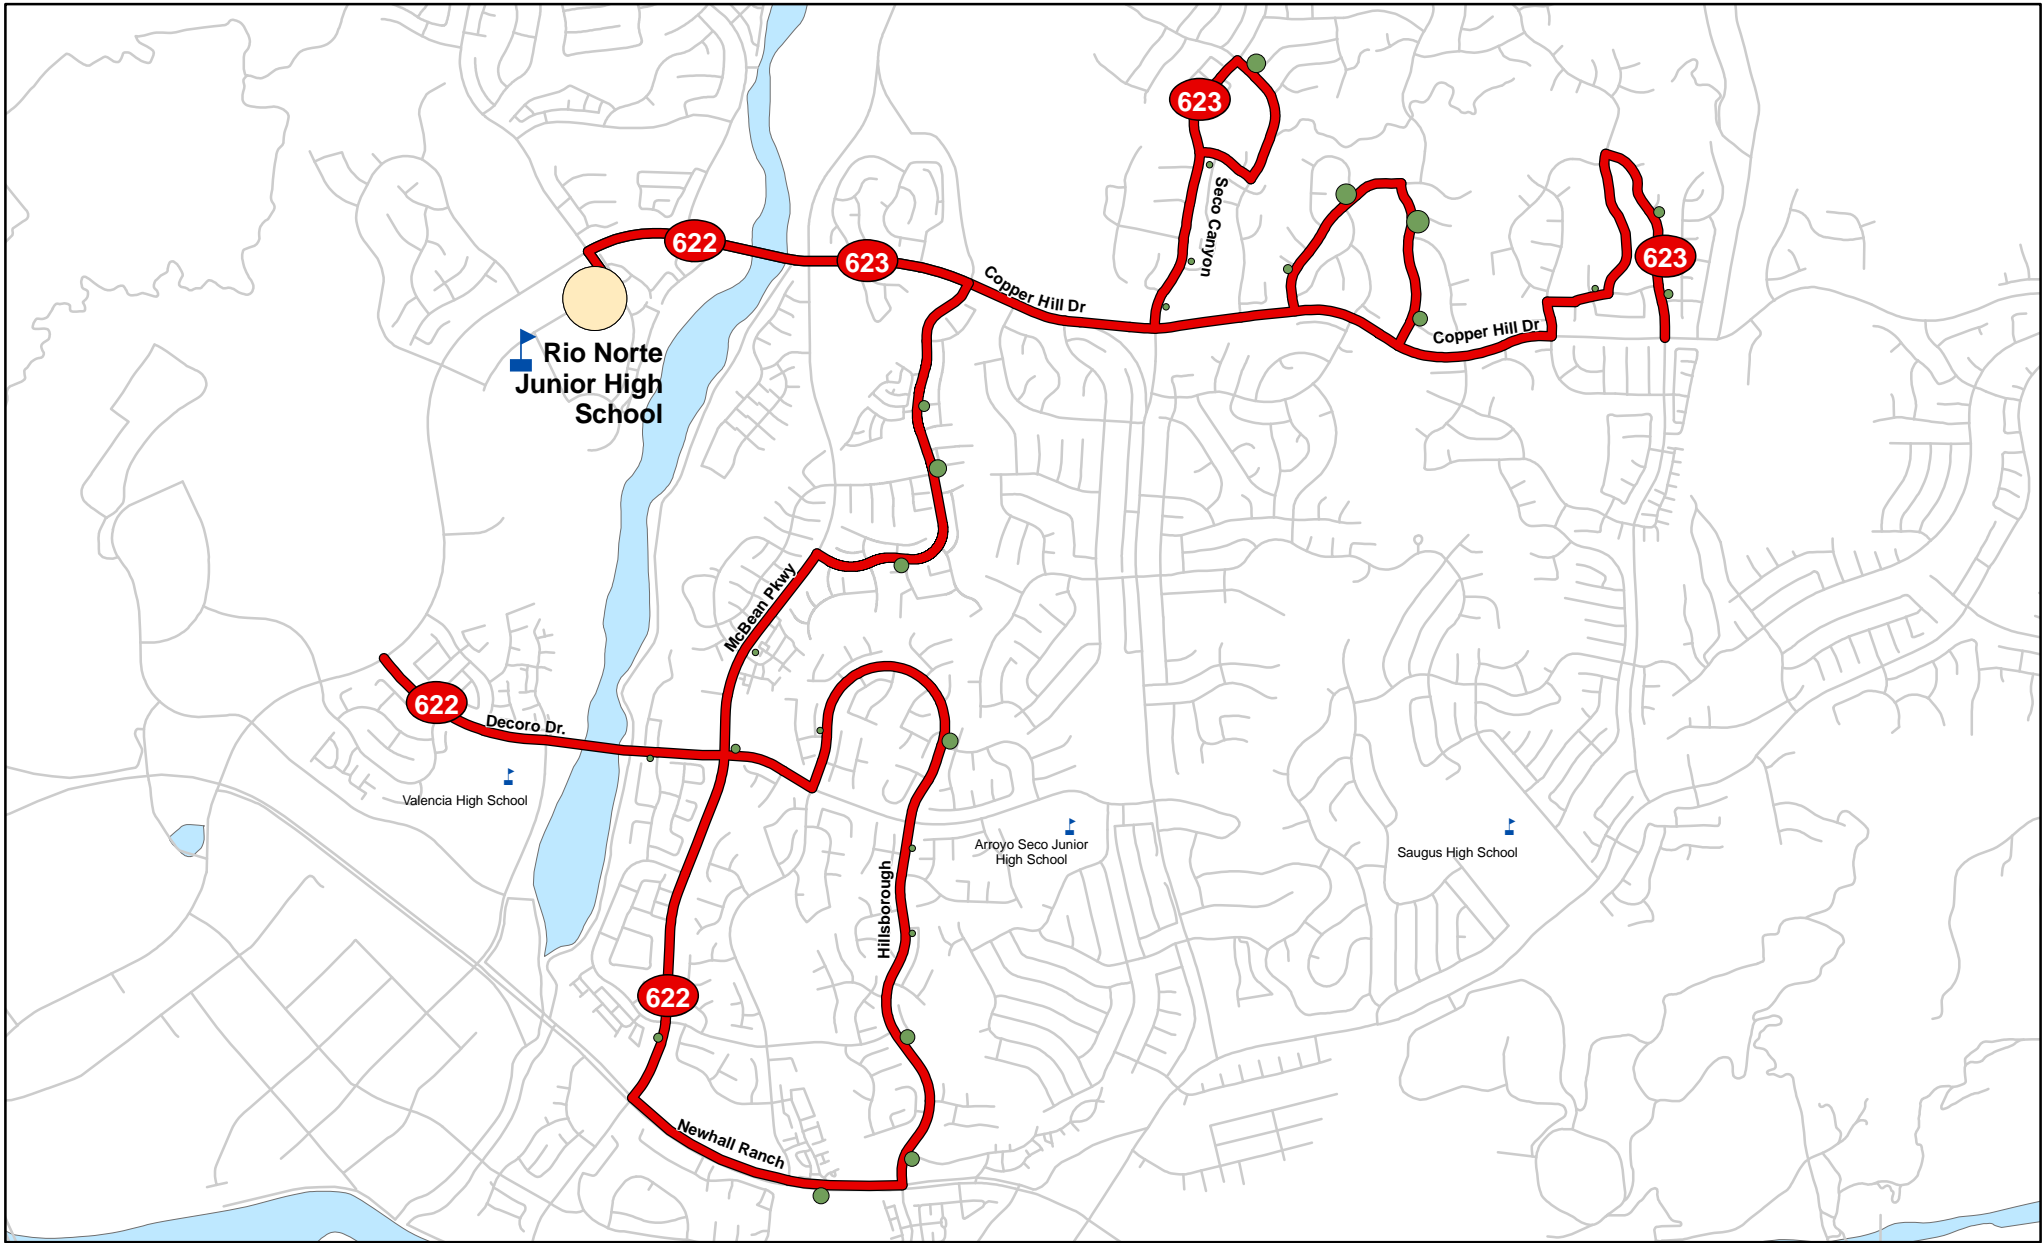 623
Seco Canyon
622
623
623
Copper Hill Dr
Copper Hill Dr
Rio Norte
Junior High
School
McBean Pkwy
622
Decoro Dr.
Valencia High School
Arroyo Seco Junior
High School
Saugus High School
Hillsborough
622
Newhall Ranch